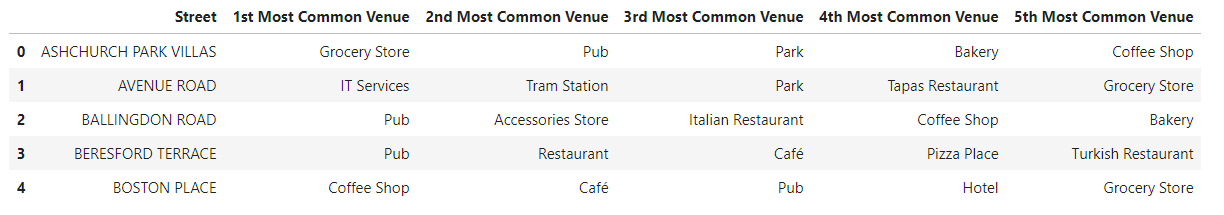 Street 1st Most Common Venue 2nd Most Common Venue 3rd Most Common Venue 4th Most Common Venue 5th Most Common Venue
0 ASHCHURCH PARK VILLAS Grocery Store Pub Park Bakery Coffee Shop
1 AVENUE ROAD IT Services Tram Station Park Tapas Restaurant Grocery Store
2 BALLINGDON ROAD Pub Accessories Store Italian Restaurant Coffee Shop Bakery
3 BERESFORD TERRACE Pub Restaurant Café Pizza Place Turkish Restaurant
4 BOSTON PLACE Coffee Shop Café Pub Hotel Grocery Store